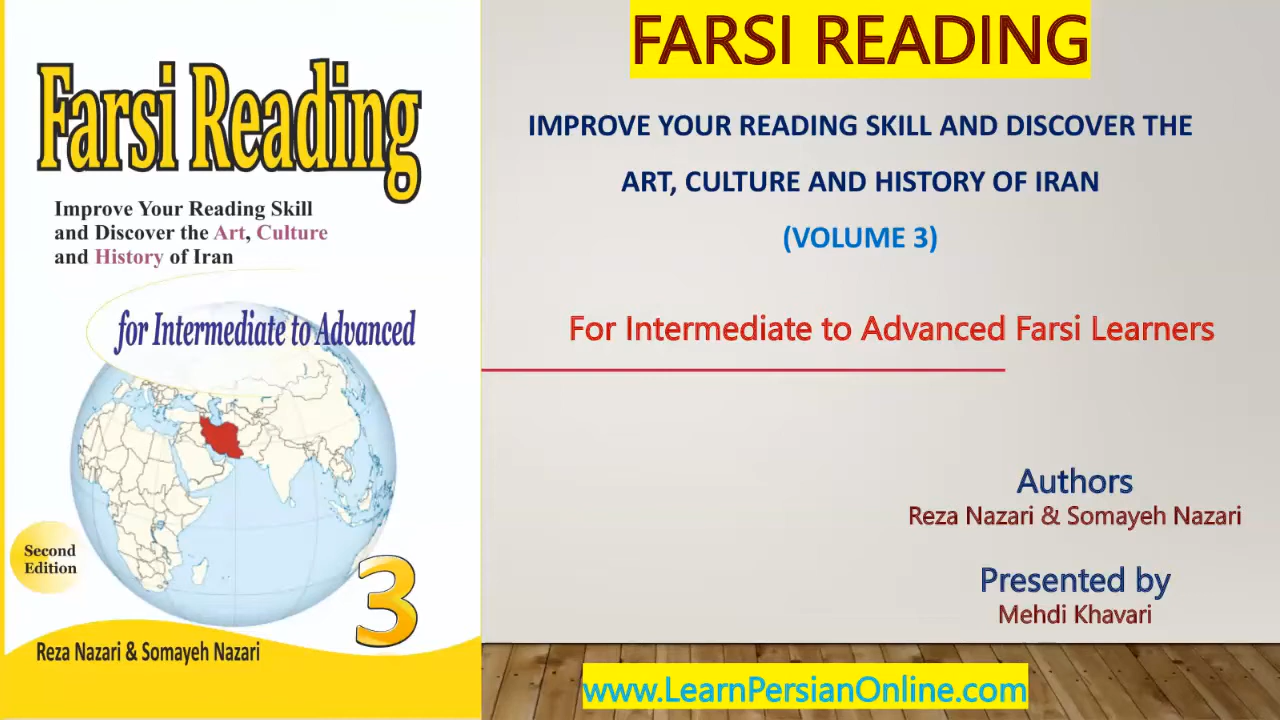 Farsi Reading
Improve Your Reading Skill
and Discover the Art, Culture
and History of Iran
for Intermediate to Advanced
Second
Edition
3
Reza Nazari & Somayeh Nazari
FARSI READING
IMPROVE YOUR READING SKILL AND DISCOVER THE
ART, CULTURE AND HISTORY OF IRAN
(VOLUME 3)
For Intermediate to Advanced Farsi Learners
Authors
Reza Nazari & Somayeh Nazari
Presented by
Mehdi Khavari
www.LearnPersianOnline.com